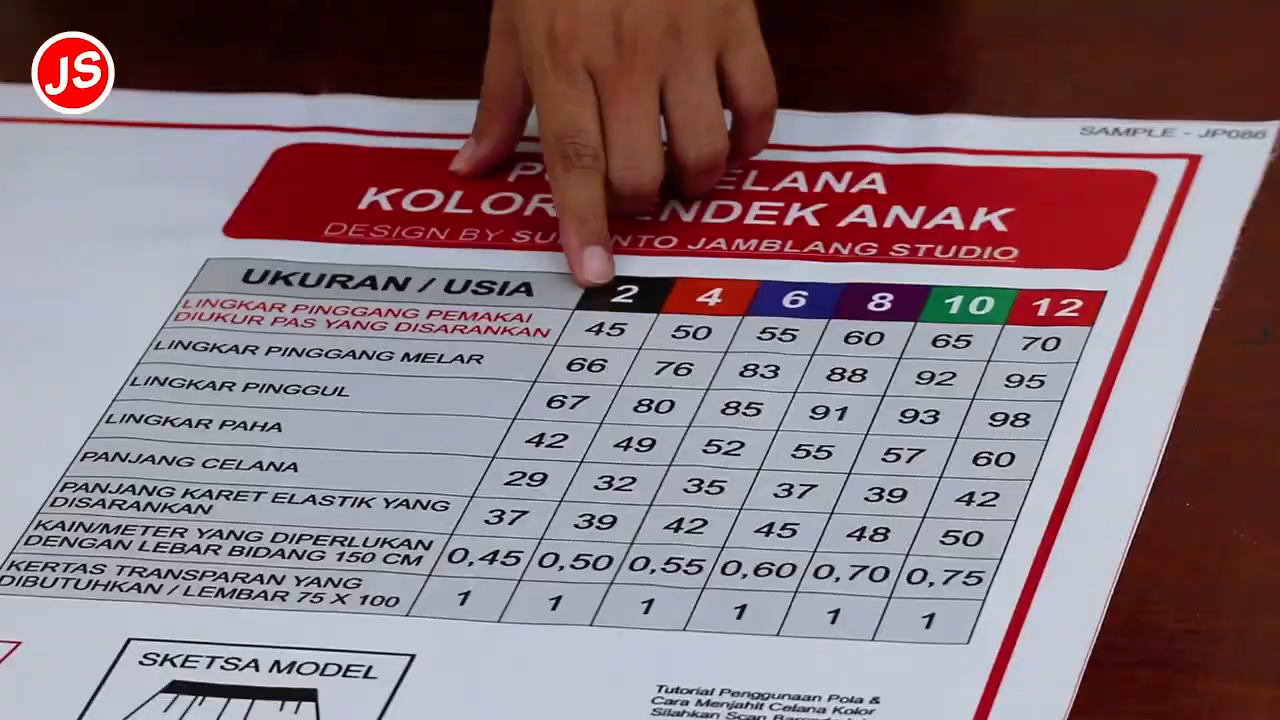 JS
SAMPLE - JP086
ELANA
KOLOR ENDEK ANAK
DESIGN BY SU NTO JAMBLANG STUDIO
UKURAN / USIA 2 4 6 8 10 12
LINGKAR PINGGANG PEMAKAI
DIUKUR PAS YANG DISARANKAN 45 50 55 60 65 70
LINGKAR PINGGANG MELAR 66 76 83 88 92 95
LINGKAR PINGGUL 67 80 85 91 93 98
LINGKAR PAHA 42 49 52 55 57 60
PANJANG CELANA 29 32 35 37 39 42
PANJANG KARET ELASTIK YANG
DISARANKAN 37 39 42 45 48 50
KAIN/METER YANG DIPERLUKAN
DENGAN LEBAR BIDANG 150 CM 0,45 0,50 0,55 0,60 0,70 0,75
KERTAS TRANSPARAN YANG
DIBUTUHKAN / LEMBAR 75 X 100 1 1 1 1 1 1
SKETSA MODEL
Tutorial Penggunaan Pola &
Cara Menjahit Celana Kolor
Silahkan Scan